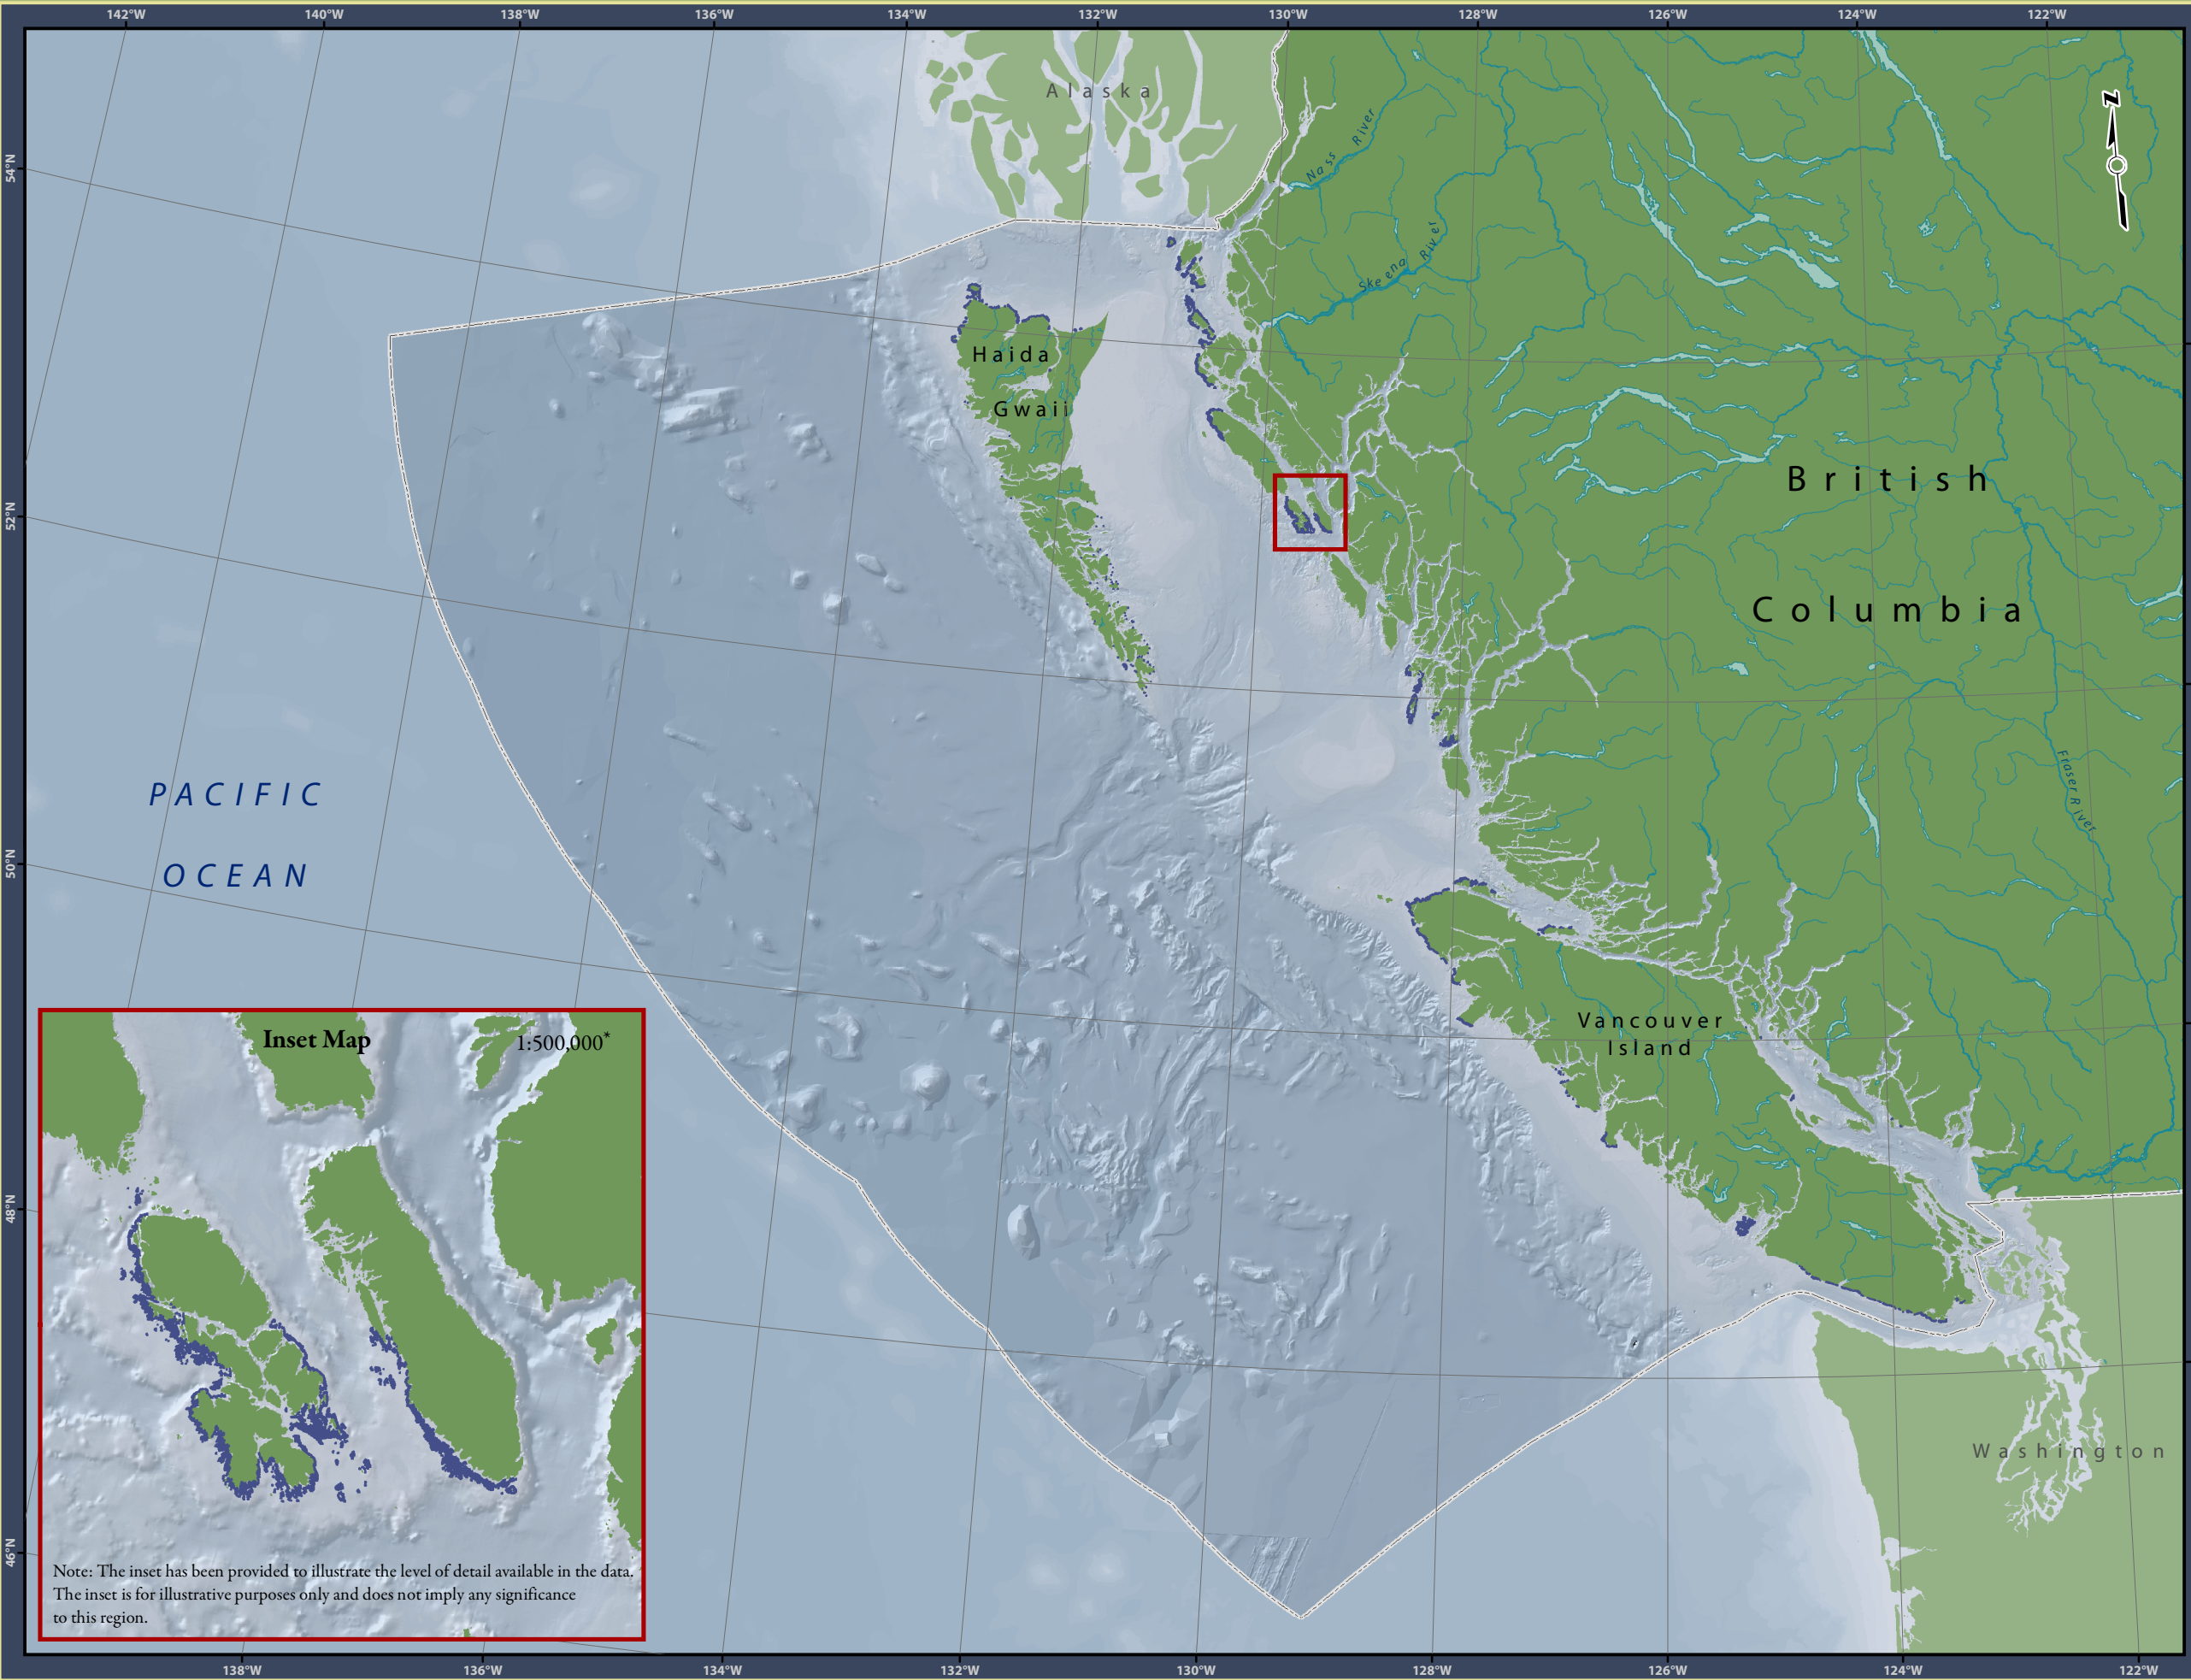 142°W 140°W 138°W 136°W 134°W 132°W 130°W 128°W 126°W 124°W 122°W
Alaska
N
Nass River
54°N
Skeena River
Haida
Gwaii
British
52°N
Columbia
Fraser River
PACIFIC
OCEAN
50°N
Vancouver
Island
Inset Map
1:500,000*
48°N
Washington
46°N
Note: The inset has been provided to illustrate the level of detail available in the data.
The inset is for illustrative purposes only and does not imply any significance
to this region.
138°W 136°W 134°W 132°W 130°W 128°W 126°W 124°W 122°W